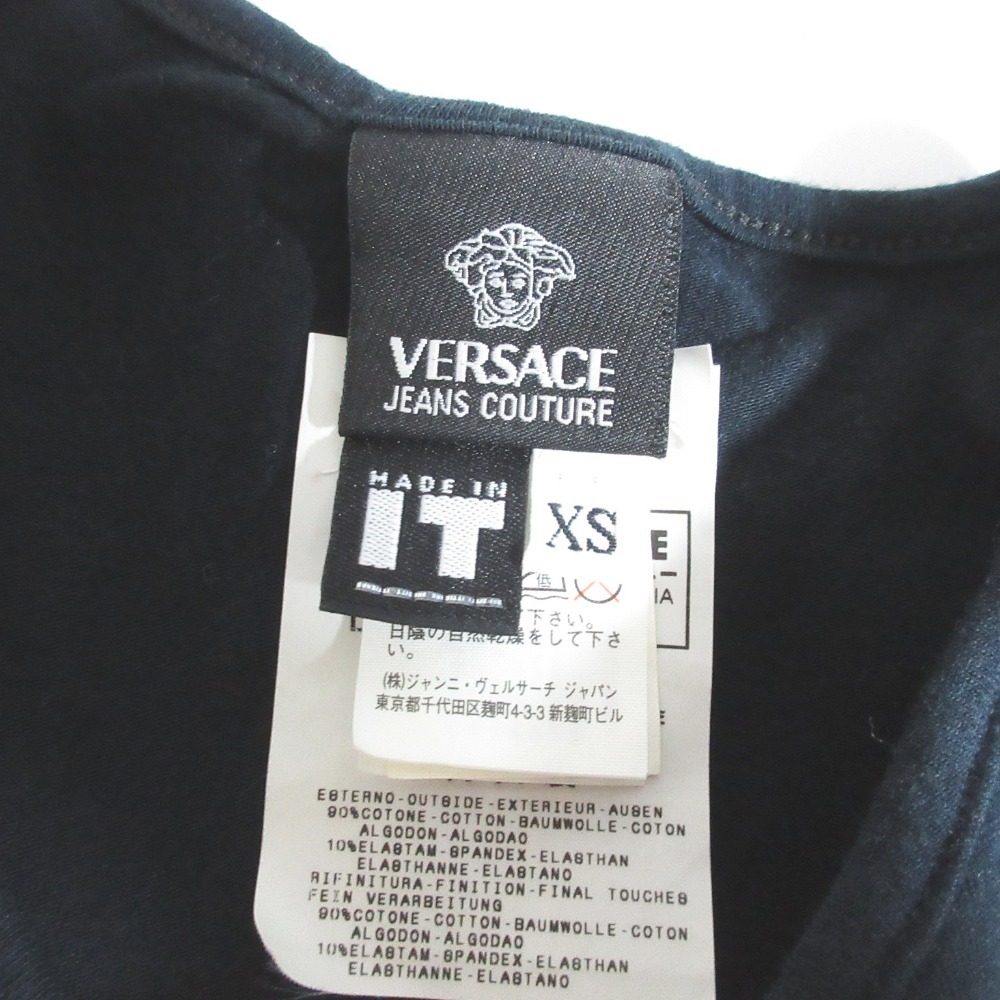 VERSACE
JEANS COUTURE
MADE IN
IT
XS
E
IA
低
下さい。
日陰の自然乾燥をして下さ
い。
(株)ジャンニ・ヴェルサーチ ジャパン
東京都千代田区麹町4-3-3 新麹町ビル
E
ESTERNO-OUTSIDE-EXTERIEUR-AUSEN
90%COTONE-COTTON-BAUMWOLLE-COTON
ALGODON-ALGODAO
10%ELASTAM-SPANDEX-ELASTHAN
ELASTHANNE-ELASTANO
RIFINITURA-FINITION-FINAL TOUCHES
FEIN VERARBEITUNG
90%COTONE-COTTON-BAUMWOLLE-COTON
ALGODON-ALGODAO
10%ELASTAM-SPANDEX-ELASTHAN
ELASTHANNE-ELASTANO